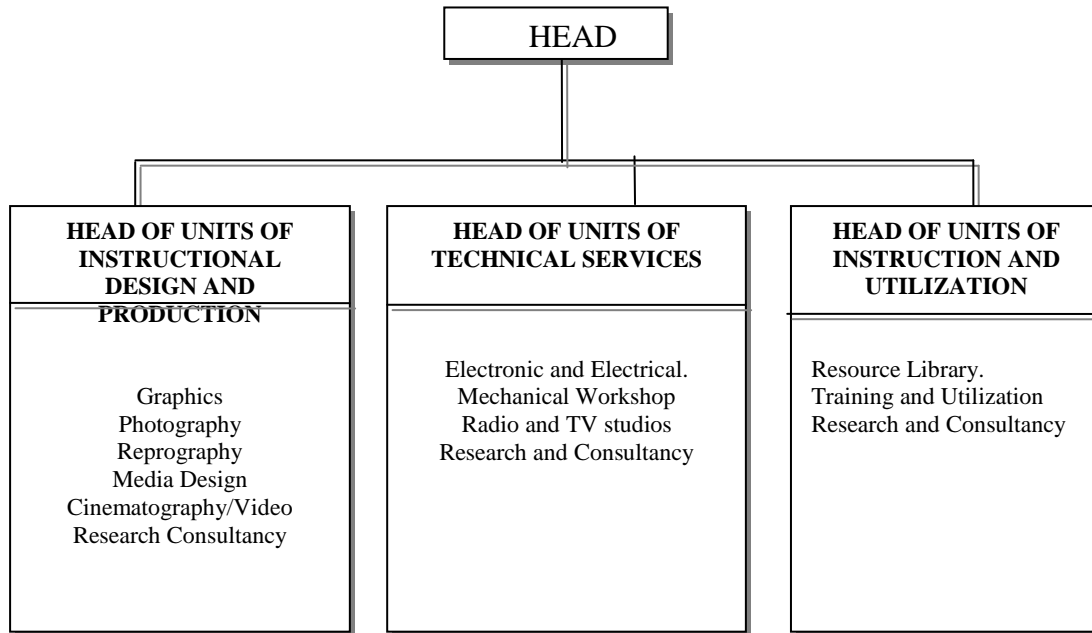 HEAD
HEAD OF UNITS OF
INSTRUCTIONAL
DESIGN AND
PRODUCTION
Graphics
Photography
Reprography
Media Design
Cinematography/Video
Research Consultancy
HEAD OF UNITS OF
TECHNICAL SERVICES
Electronic and Electrical.
Mechanical Workshop
Radio and TV studios
Research and Consultancy
HEAD OF UNITS OF
INSTRUCTION AND
UTILIZATION
Resource Library.
Training and Utilization
Research and Consultancy